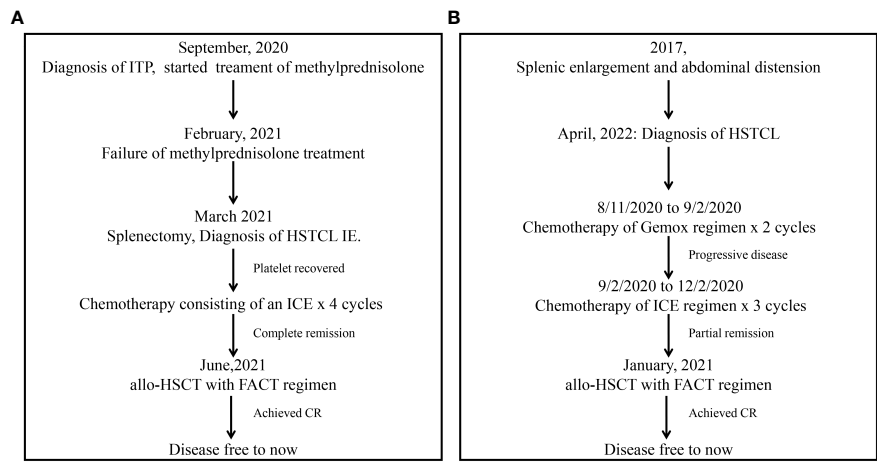 A
September, 2020
Diagnosis of ITP, started treament of methylprednisolone
February, 2021
Failure of methylprednisolone treatment
March 2021
Splenectomy, Diagnosis of HSTCL IE.
Platelet recovered
Chemotherapy consisting of an ICE x 4 cycles
Complete remission
June,2021
allo-HSCT with FACT regimen
Achieved CR
Disease free to now
B
2017,
Splenic enlargement and abdominal distension
April, 2022: Diagnosis of HSTCL
8/11/2020 to 9/2/2020
Chemotherapy of Gemox regimen x 2 cycles
Progressive disease
9/2/2020 to 12/2/2020
Chemotherapy of ICE regimen x 3 cycles
Partial remission
January, 2021
allo-HSCT with FACT regimen
Achieved CR
Disease free to now